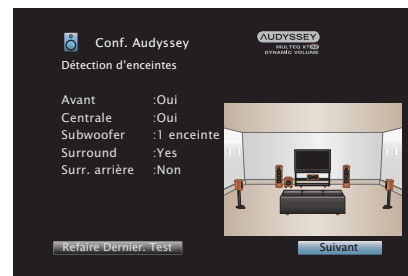 Conf. Audyssey
AUDYSSEY
MULTEQ XT32
DYNAMIC VOLUME
Détection d'enceintes
Avant :Oui
Centrale :Oui
Subwoofer :1 enceinte
Surround :Yes
Surr. arrière :Non
Refaire Dernier. Test
Suivant